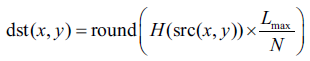 dst(x, y) = round(H(src(x, y)) × L_max / N)